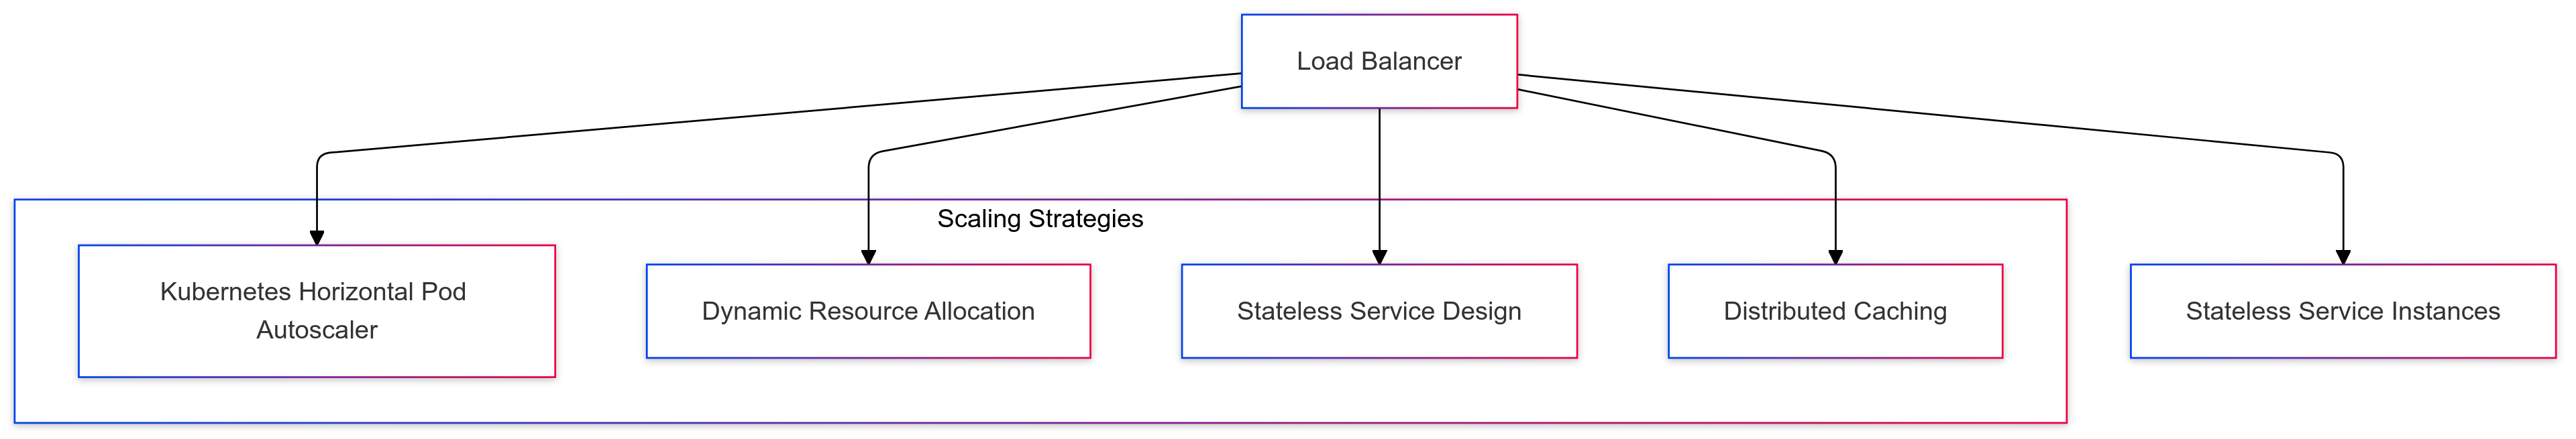 Load Balancer
Scaling Strategies
Kubernetes Horizontal Pod
Autoscaler
Dynamic Resource Allocation
Stateless Service Design
Distributed Caching
Stateless Service Instances